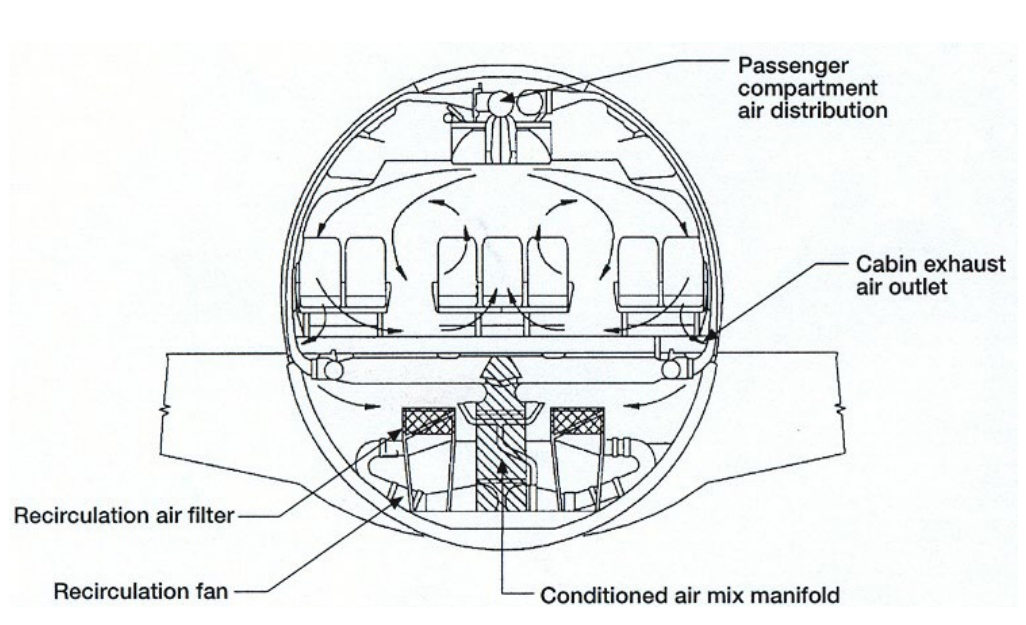 Passenger
compartment
air distribution
Cabin exhaust
air outlet
Recirculation air filter
Recirculation fan
Conditioned air mix manifold